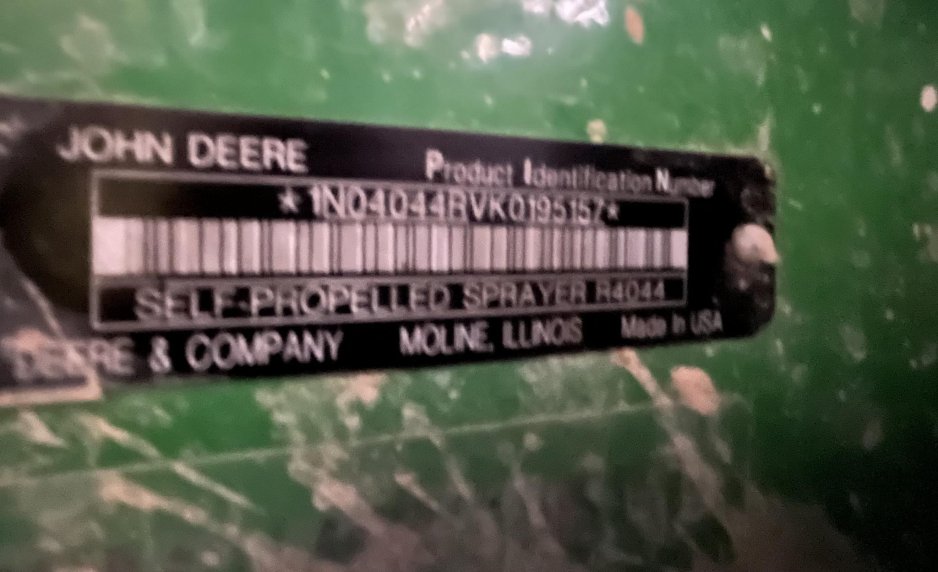 JOHN DEERE
Product Identification Number
*1N04044RVK0195157*
SELF-PROPELLED SPRAYER R4044
DEERE & COMPANY MOLINE, ILLINOIS Made in USA